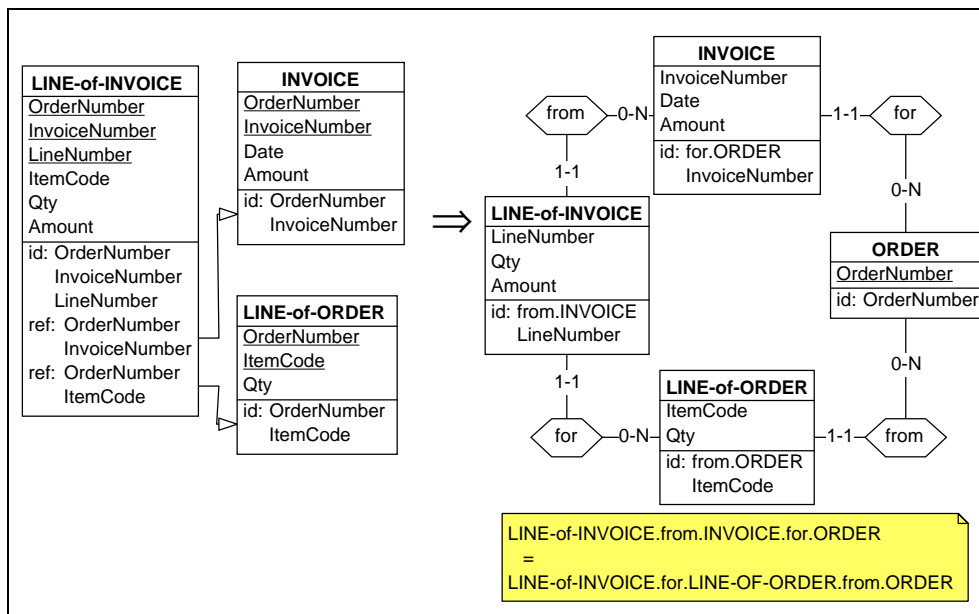 LINE-of-INVOICE
OrderNumber
InvoiceNumber
LineNumber
ItemCode
Qty
Amount
id: OrderNumber
InvoiceNumber
LineNumber
ref: OrderNumber
InvoiceNumber
ref: OrderNumber
ItemCode
INVOICE
OrderNumber
InvoiceNumber
Date
Amount
id: OrderNumber
InvoiceNumber
LINE-of-ORDER
OrderNumber
ItemCode
Qty
id: OrderNumber
ItemCode
⇒
from
0-N
INVOICE
InvoiceNumber
Date
Amount
id: for.ORDER
InvoiceNumber
1-1
for
1-1
0-N
LINE-of-INVOICE
LineNumber
Qty
Amount
id: from.INVOICE
LineNumber
ORDER
OrderNumber
id: OrderNumber
1-1
0-N
for
0-N
LINE-of-ORDER
ItemCode
Qty
id: from.ORDER
ItemCode
1-1
from
LINE-of-INVOICE.from.INVOICE.for.ORDER
=
LINE-of-INVOICE.for.LINE-OF-ORDER.from.ORDER